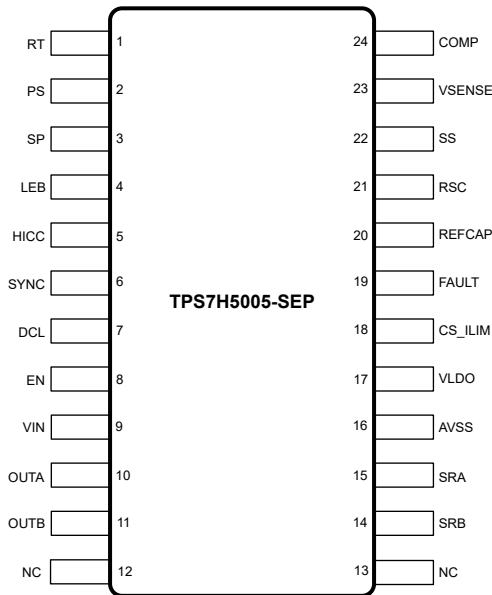 RT 1 24 COMP
PS 2 23 VSENSE
SP 3 22 SS
LEB 4 21 RSC
HICC 5 20 REFCAP
SYNC 6 19 FAULT
TPS7H5005-SEP
DCL 7 18 CS_ILIM
EN 8 17 VLDO
VIN 9 16 AVSS
OUTA 10 15 SRA
OUTB 11 14 SRB
NC 12 13 NC